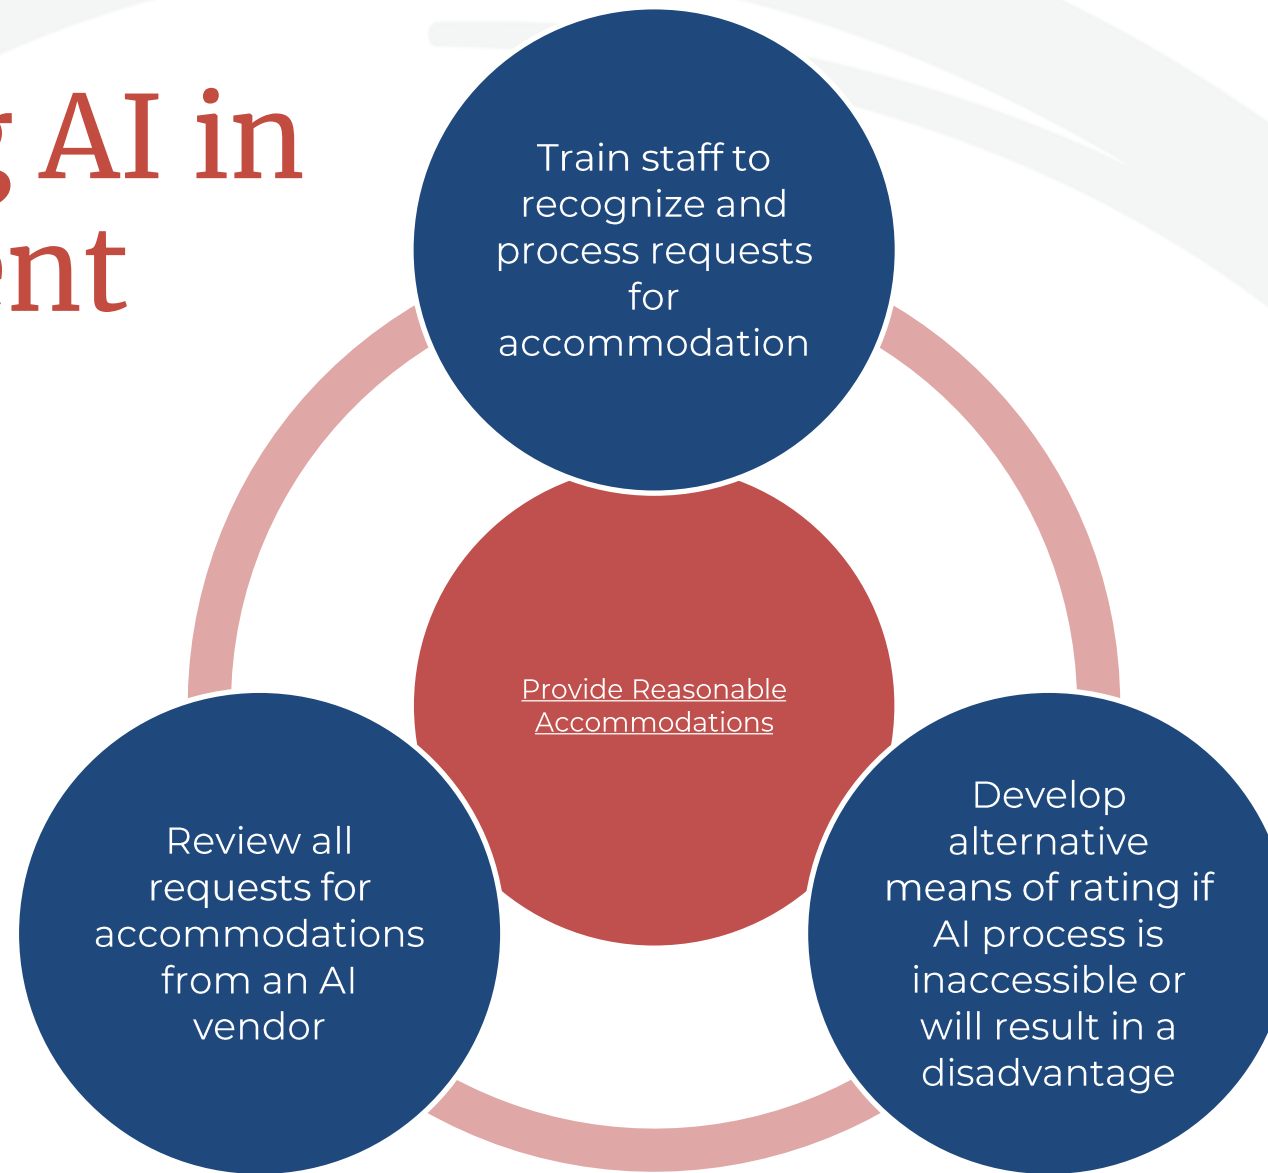 AI in
Train staff to
recognize and
process requests
for
accommodation
Provide Reasonable
Accommodations
Review all
requests for
accommodations
from an AI
vendor
Develop
alternative
means of rating if
AI process is
inaccessible or
will result in a
disadvantage